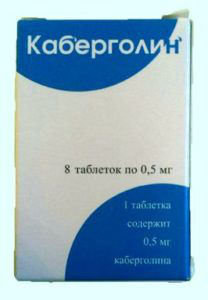 Каберголин
8 таблеток по 0,5 мг
1 таблетка
содержит
0,5 мг
каберголина